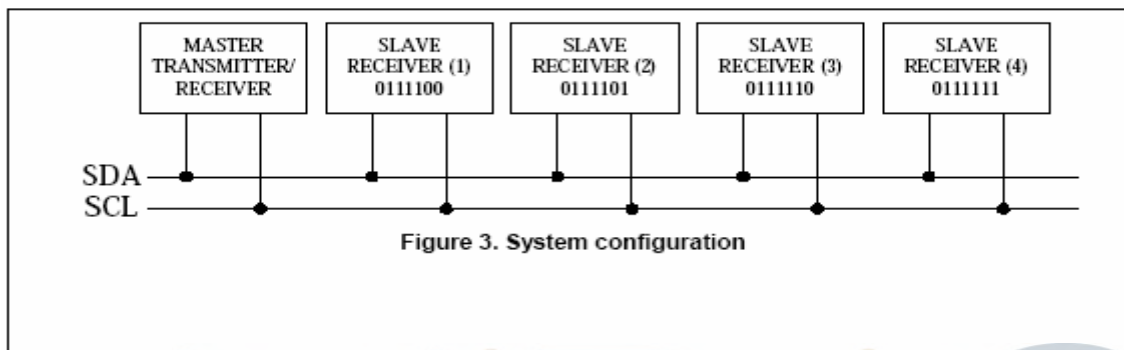 MASTER
TRANSMITTER/
RECEIVER
SLAVE
RECEIVER (1)
0111100
SLAVE
RECEIVER (2)
0111101
SLAVE
RECEIVER (3)
0111110
SLAVE
RECEIVER (4)
0111111
SDA
SCL
Figure 3. System configuration